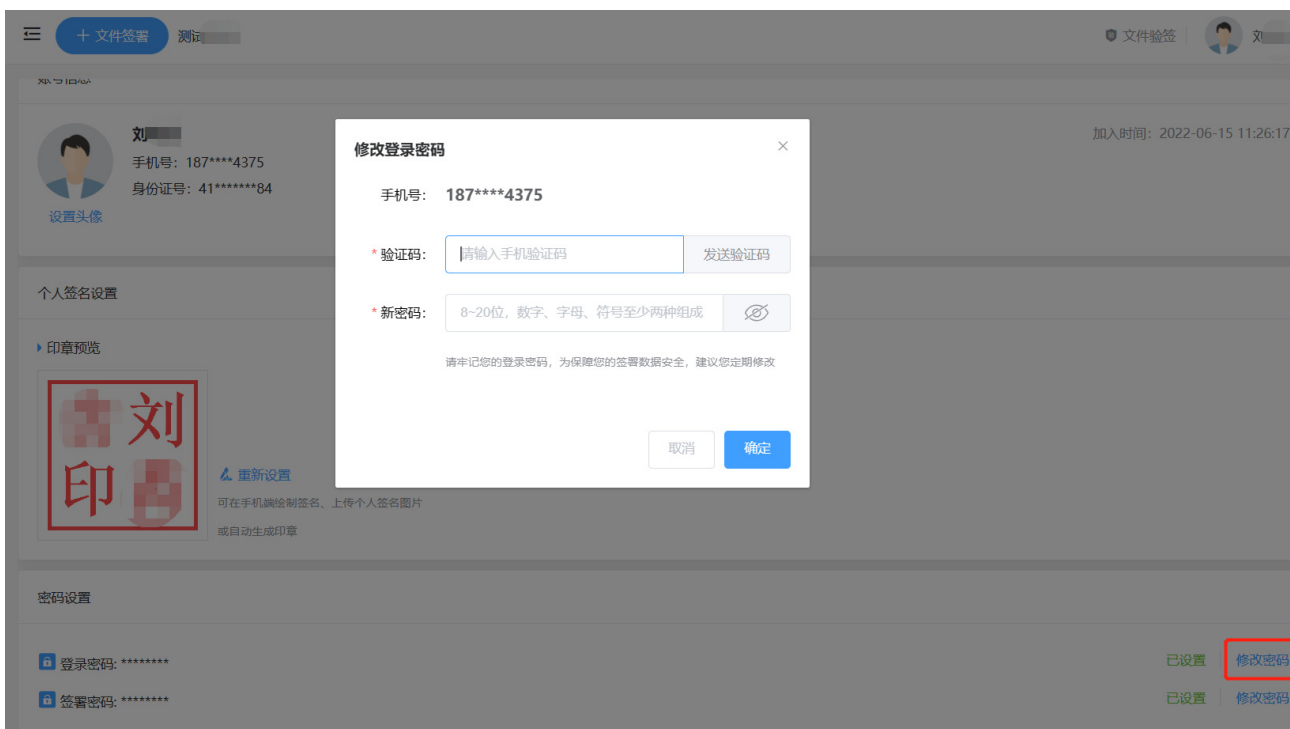 + 文件签署 测试
文件验签 刘
账号信息
刘
手机号：187****4375
身份证号：41*******84
设置头像
加入时间：2022-06-15 11:26:17
修改登录密码
手机号： 187****4375
*验证码： 请输入手机验证码 发送验证码
*新密码： 8~20位，数字、字母、符号至少两种组成
请牢记您的登录密码，为保障您的签署数据安全，建议您定期修改
取消 确定
个人签名设置
印章预览
刘
印
重新设置
可在手机端绘制签名、上传个人签名图片
或自动生成印章
密码设置
登录密码: ******** 已设置 修改密码
签署密码: ******** 已设置 修改密码